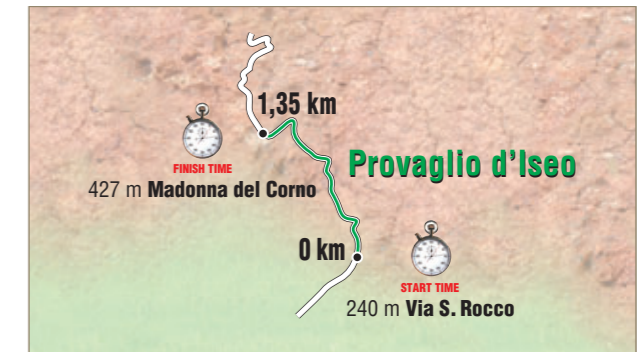 1,35 km
FINISH TIME
427 m Madonna del Corno
Provaglio d'Iseo
0 km
START TIME
240 m Via S. Rocco